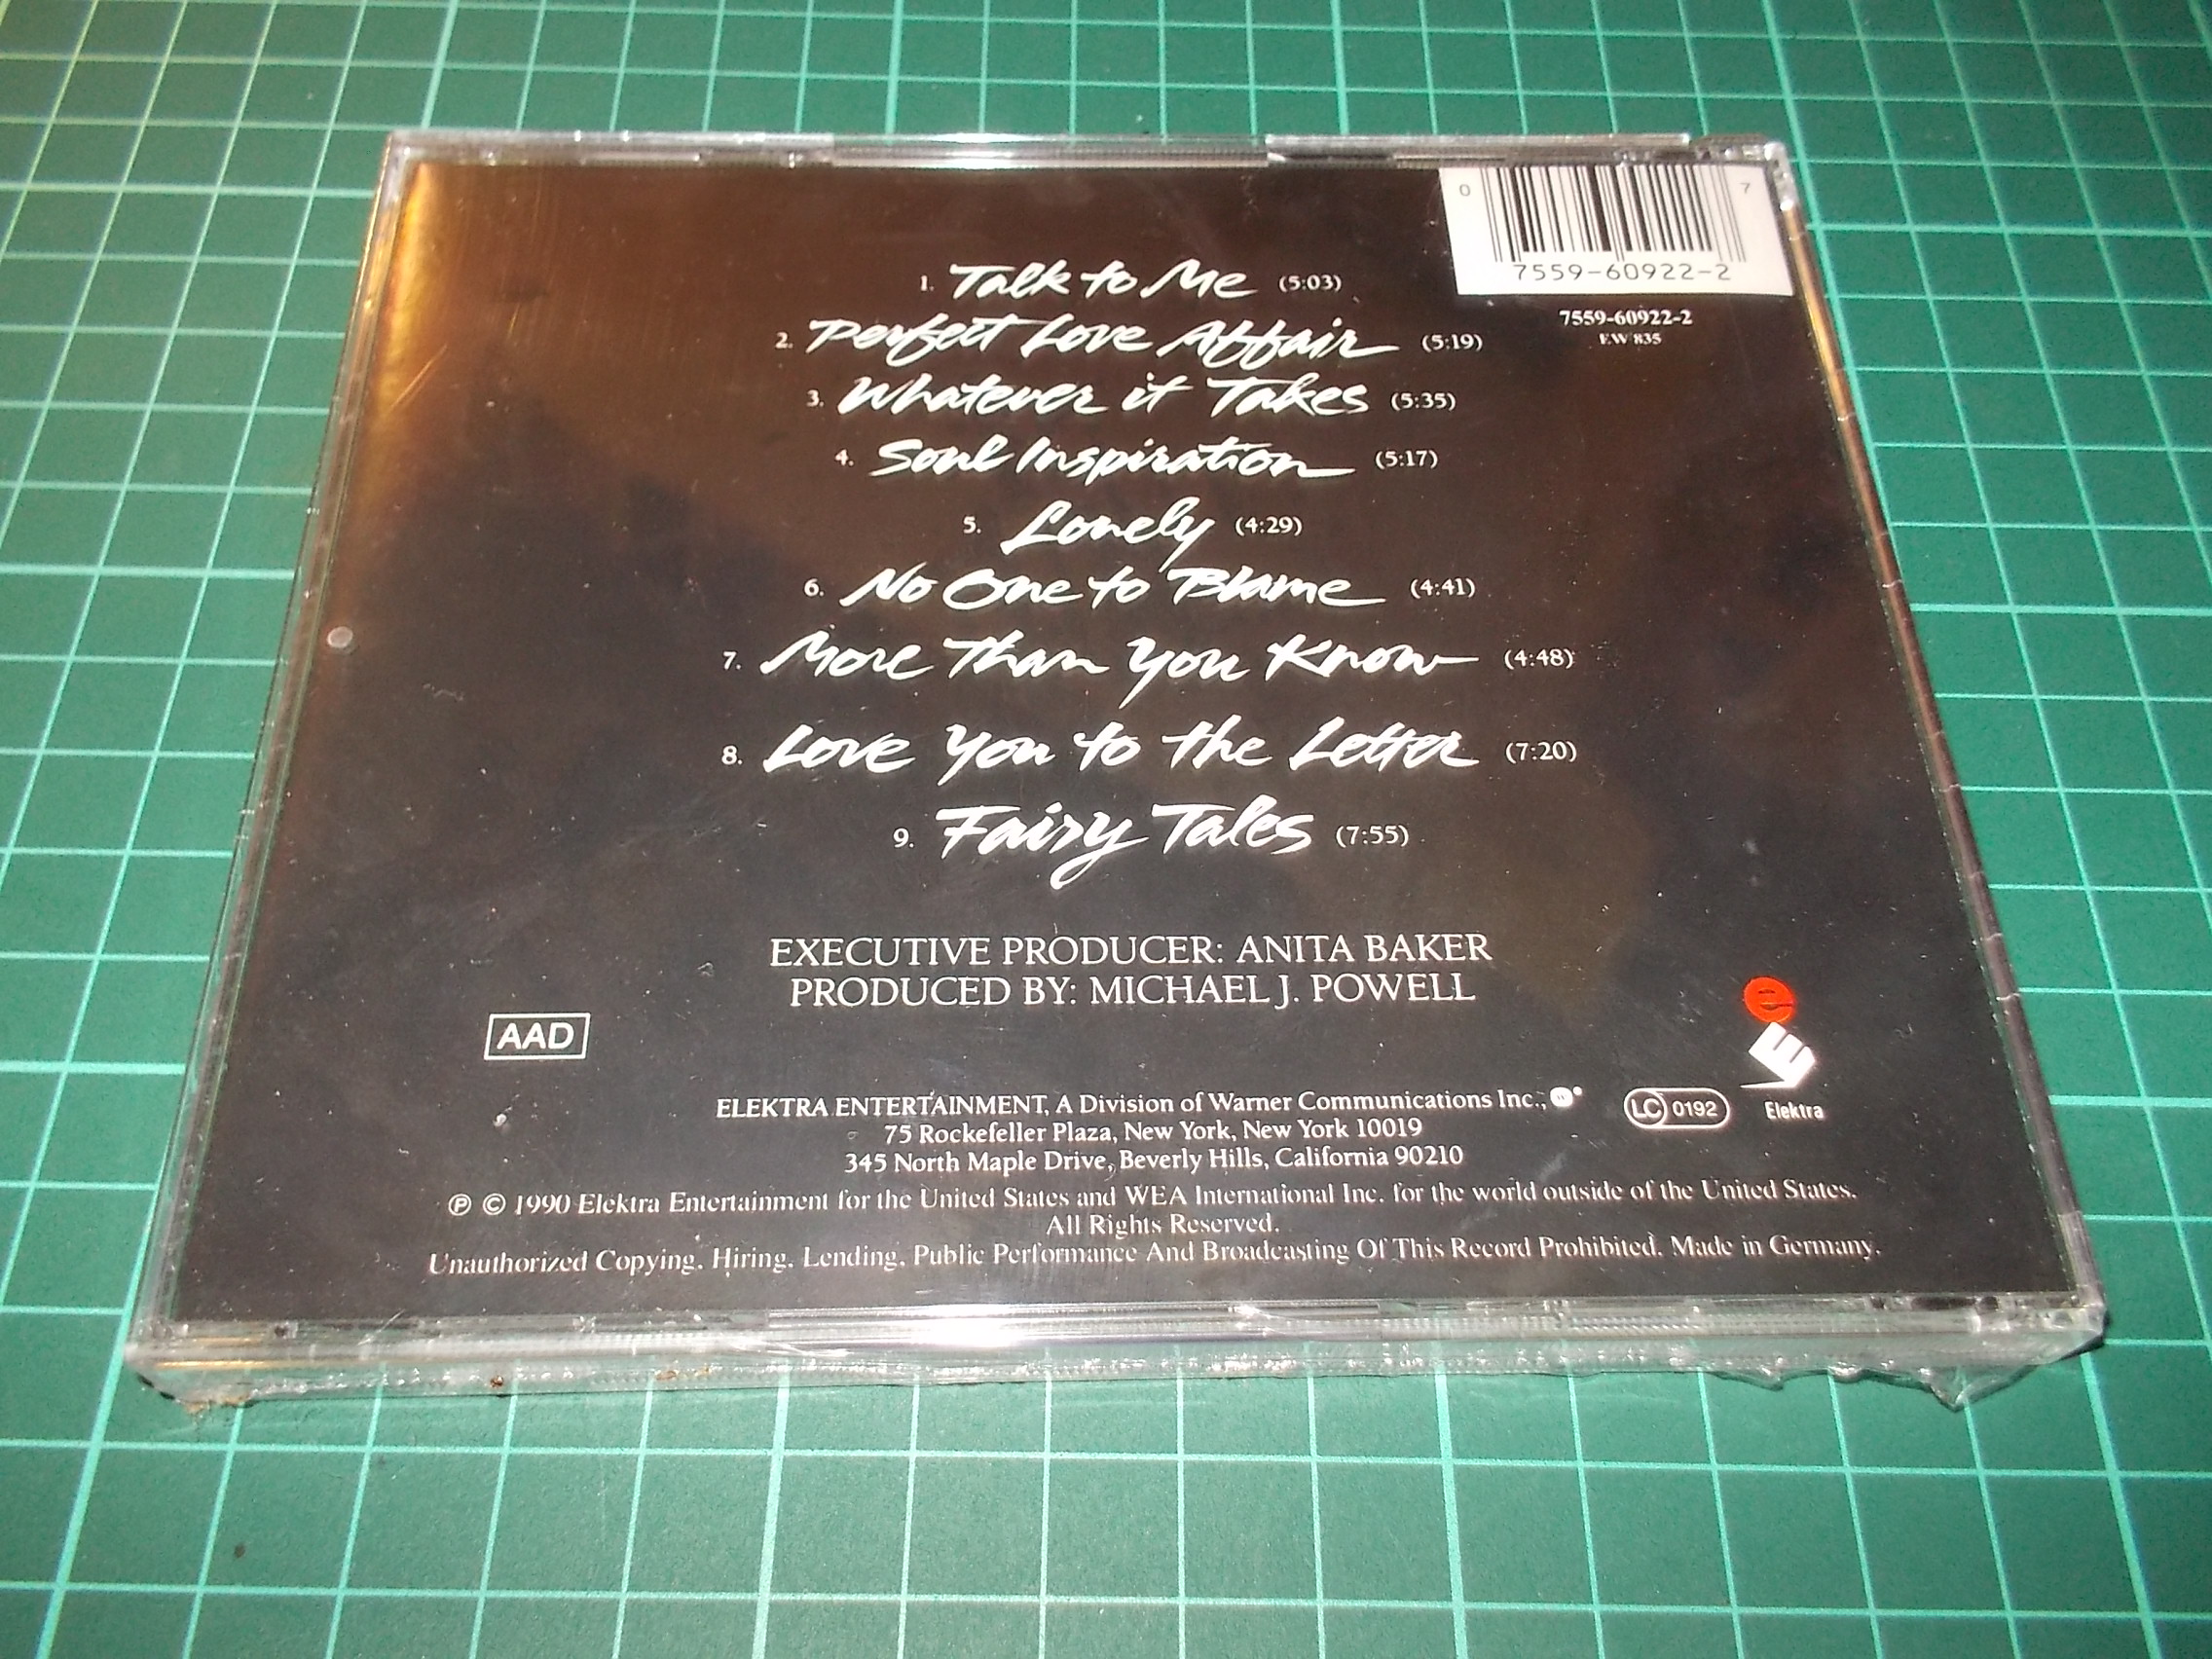 0 7
7559-60922-2
7559-60922-2
EW 835
1. Talk to Me (5:03)
2. Perfect Love Affair (5:19)
3. Whatever it Takes (5:35)
4. Soul Inspiration (5:17)
5. Lonely (4:29)
6. No One to Blame (4:41)
7. More Than You Know (4:48)
8. Love You to the Letter (7:20)
9. Fairy Tales (7:55)
EXECUTIVE PRODUCER: ANITA BAKER
PRODUCED BY: MICHAEL J. POWELL
AAD
e
E
Elektra
LC 0192
ELEKTRA ENTERTAINMENT, A Division of Warner Communications Inc.,
75 Rockefeller Plaza, New York, New York 10019
345 North Maple Drive, Beverly Hills, California 90210
℗ © 1990 Elektra Entertainment for the United States and WEA International Inc. for the world outside of the United States.
All Rights Reserved.
Unauthorized Copying, Hiring, Lending, Public Performance And Broadcasting Of This Record Prohibited. Made in Germany.